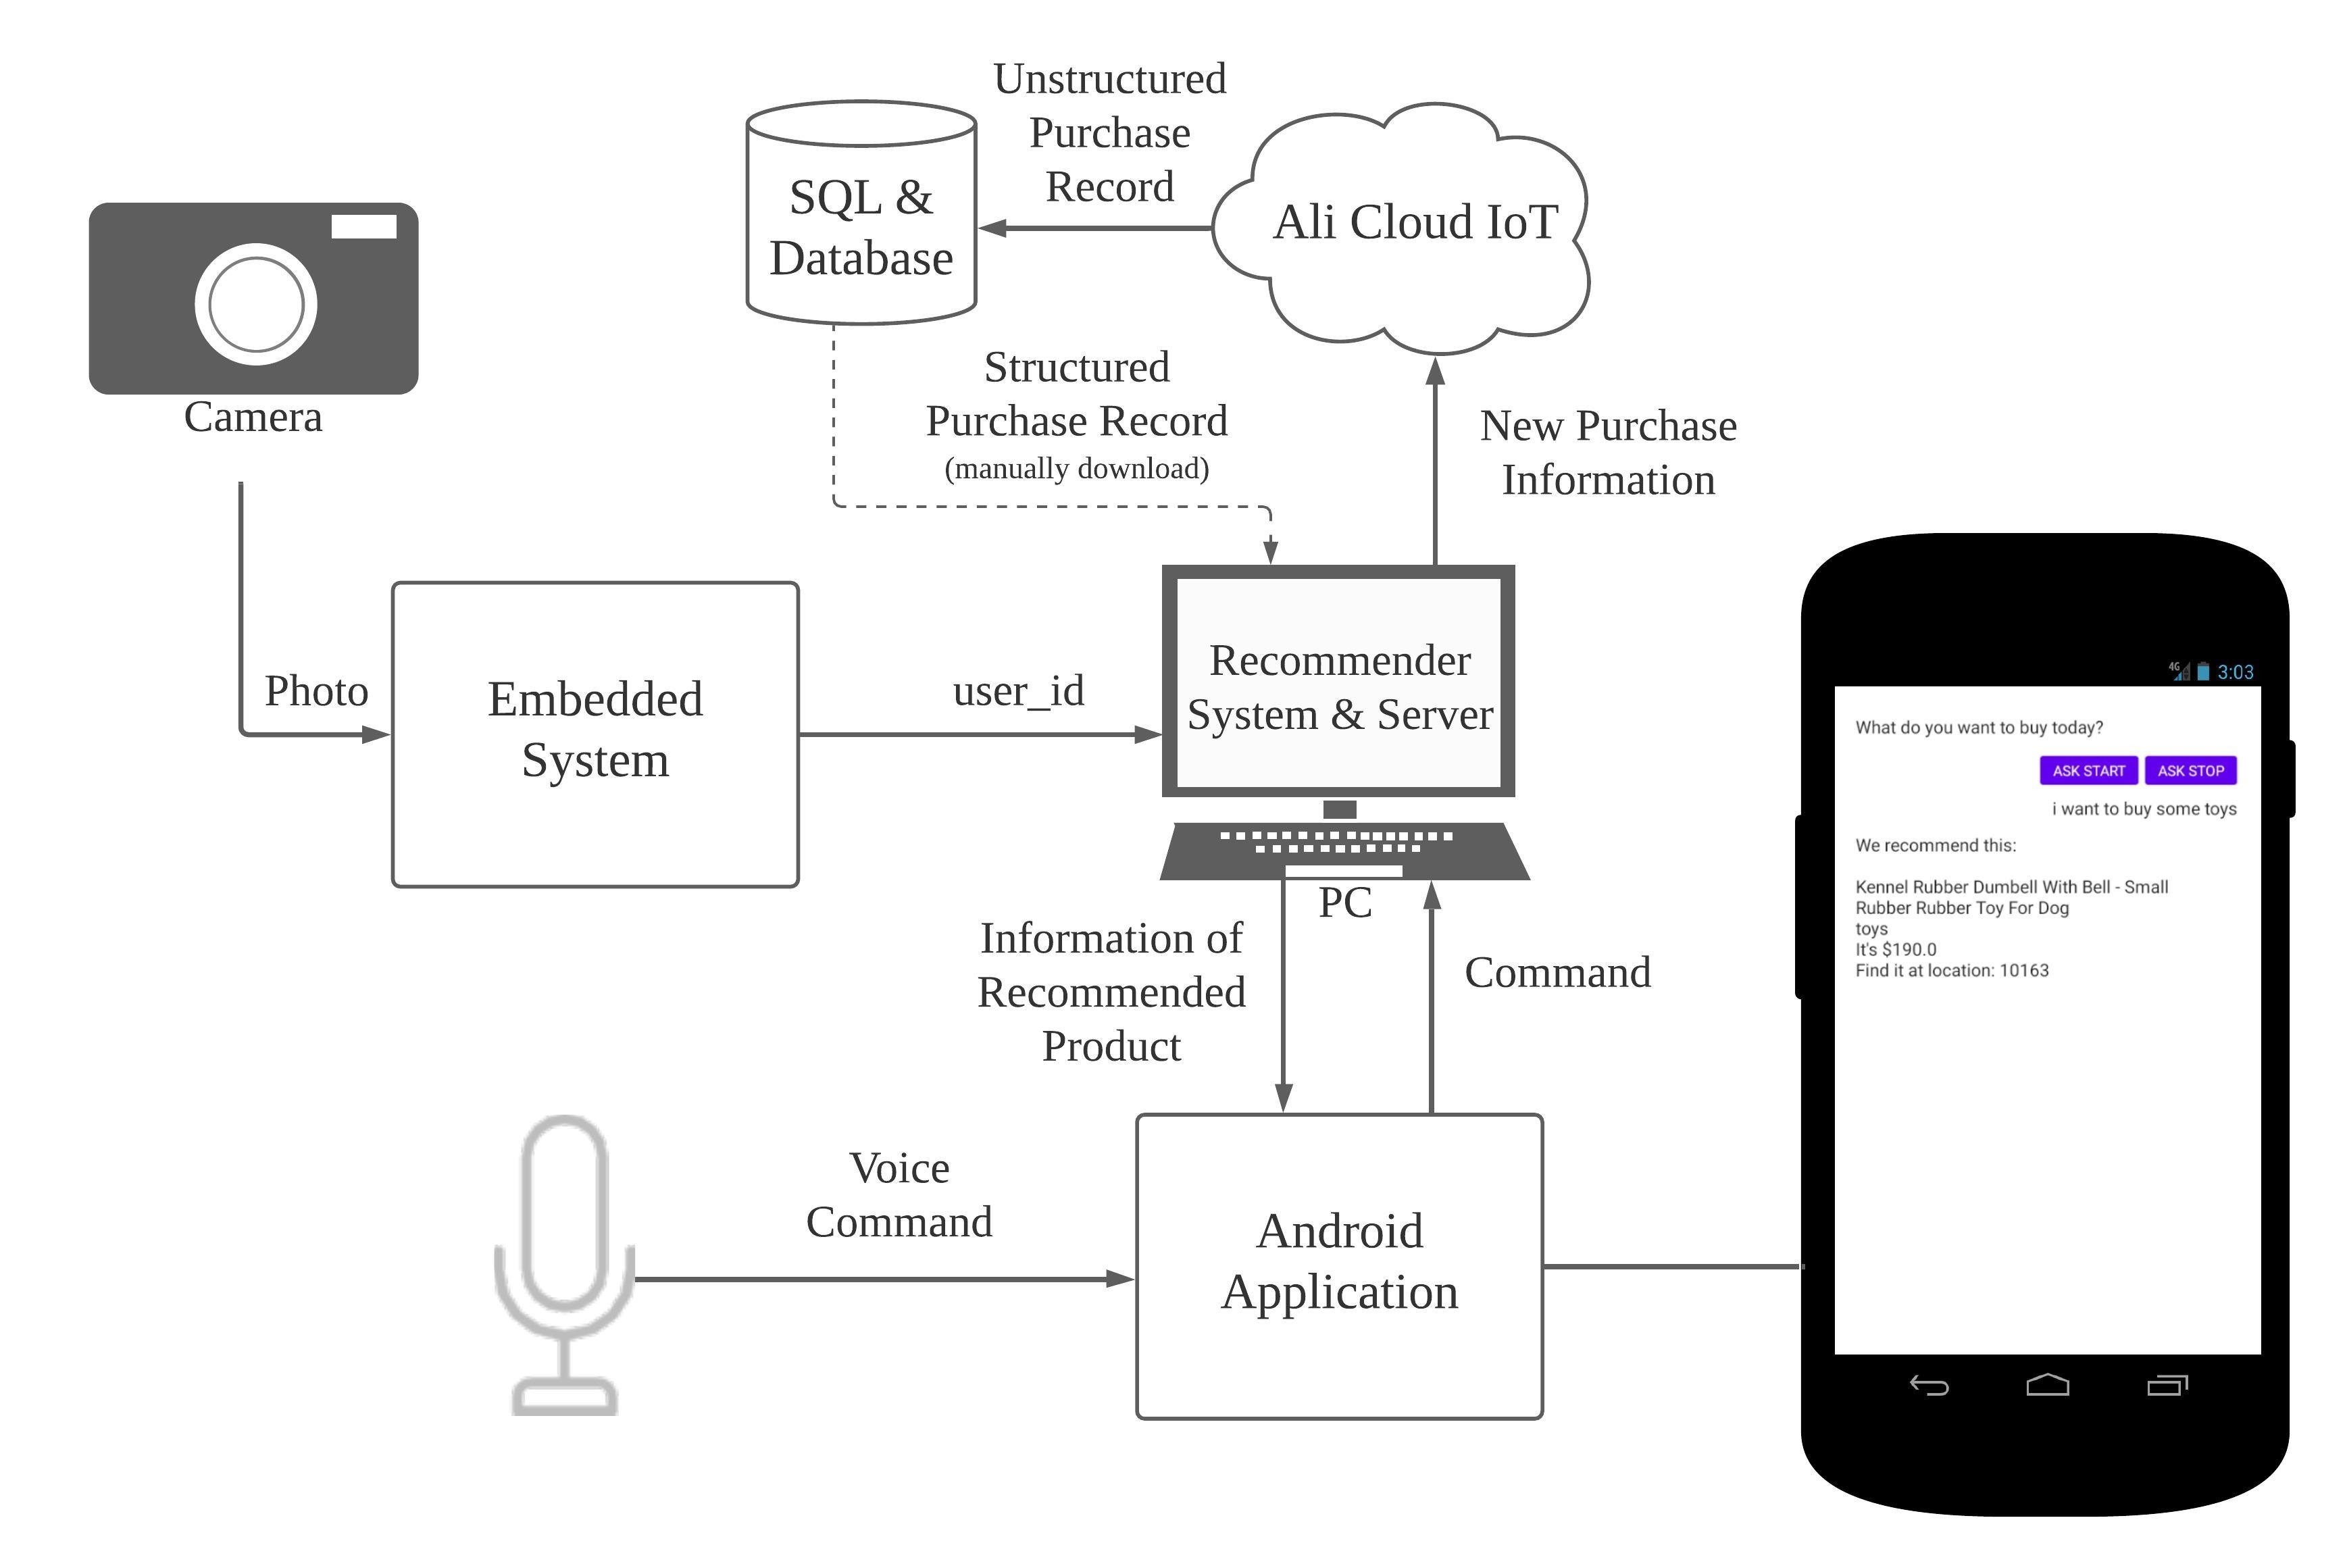 Unstructured
Purchase
Record
SQL &
Database
Ali Cloud IoT
Camera
Structured
Purchase Record
(manually download)
New Purchase
Information
Photo
Embedded
System
user_id
Recommender
System & Server
PC
Information of
Recommended
Product
Command
Voice
Command
Android
Application
4G 3:03
What do you want to buy today?
ASK START ASK STOP
i want to buy some toys
We recommend this:
Kennel Rubber Dumbell With Bell - Small
Rubber Rubber Toy For Dog
toys
It's $190.0
Find it at location: 10163